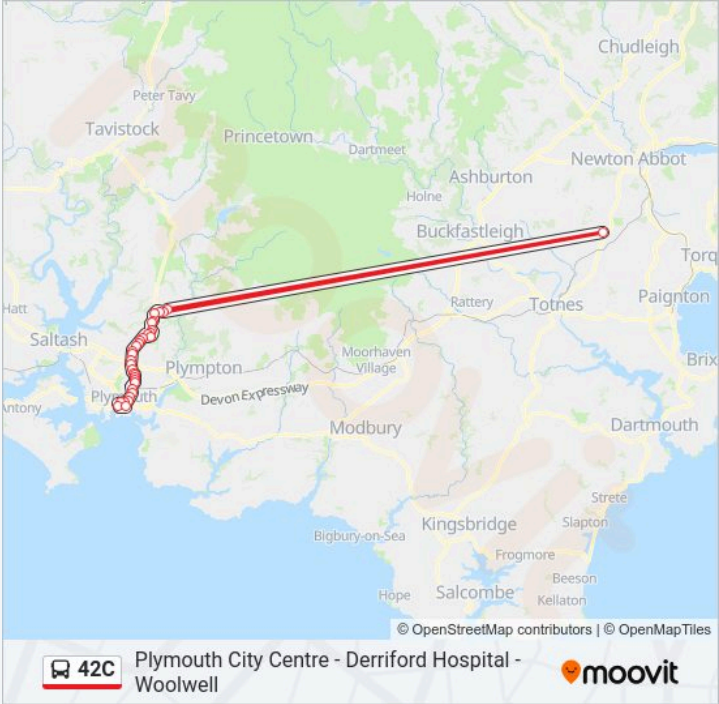 Chudleigh
Peter Tavy
Tavistock
Princetown
Dartmeet
Newton Abbot
Ashburton
Holne
Buckfastleigh
Torq
Hatt
Rattery
Totnes
Paignton
Saltash
Moorhaven
Village
Plympton
Brix
Devon Expressway
Plymouth
Antony
Modbury
Dartmouth
Strete
Kingsbridge
Slapton
Bigbury-on-Sea
Frogmore
Beeson
Hope
Salcombe
Kellaton
© OpenStreetMap contributors | © OpenMapTiles
42C
Plymouth City Centre - Derriford Hospital -
Woolwell
moovit